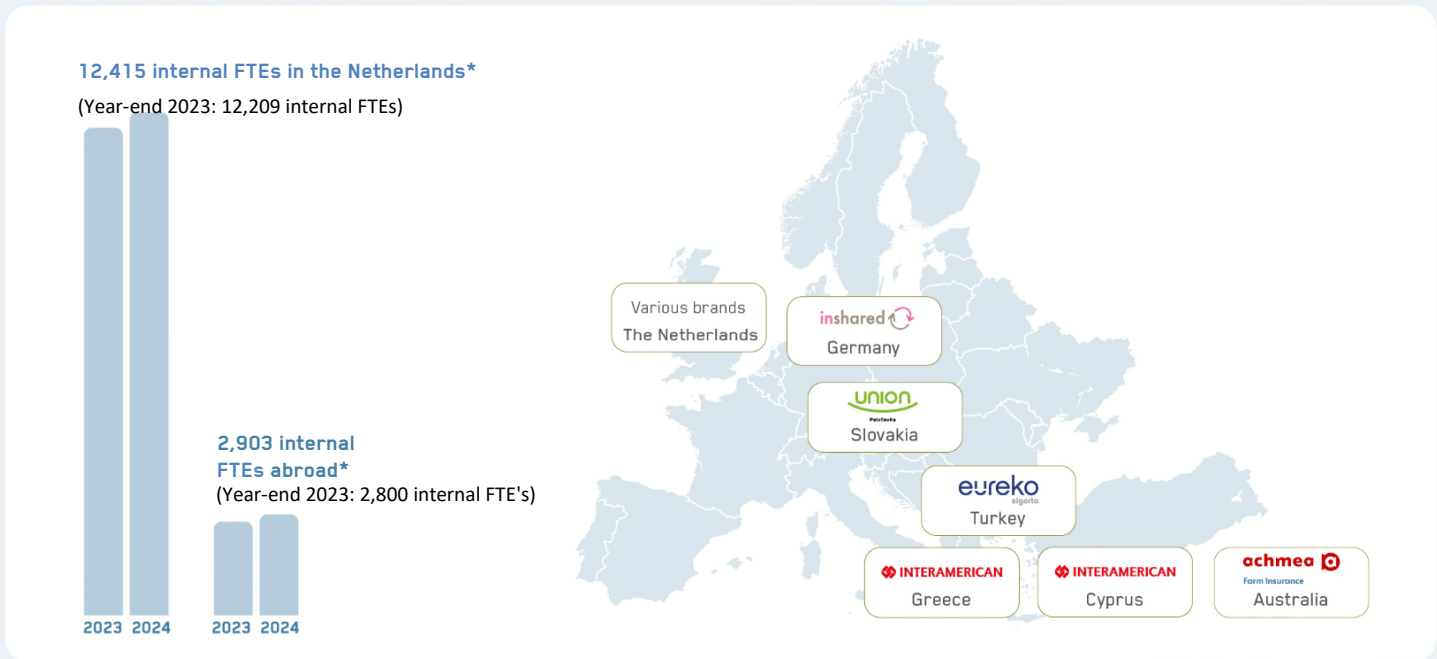 12,415 internal FTEs in the Netherlands*
(Year-end 2023: 12,209 internal FTEs)
2023 2024
2,903 internal
FTEs abroad*
(Year-end 2023: 2,800 internal FTE's)
2023 2024
Various brands
The Netherlands
inshared
Germany
UNION
Poisťovňa
Slovakia
eureko
sigorta
Turkey
INTERAMERICAN
Greece
INTERAMERICAN
Cyprus
achmea
Farm Insurance
Australia